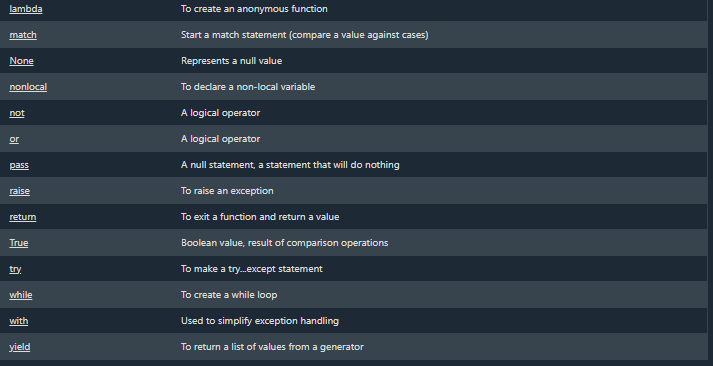 lambda To create an anonymous function
match Start a match statement (compare a value against cases)
None Represents a null value
nonlocal To declare a non-local variable
not A logical operator
or A logical operator
pass A null statement, a statement that will do nothing
raise To raise an exception
return To exit a function and return a value
True Boolean value, result of comparison operations
try To make a try...except statement
while To create a while loop
with Used to simplify exception handling
yield To return a list of values from a generator